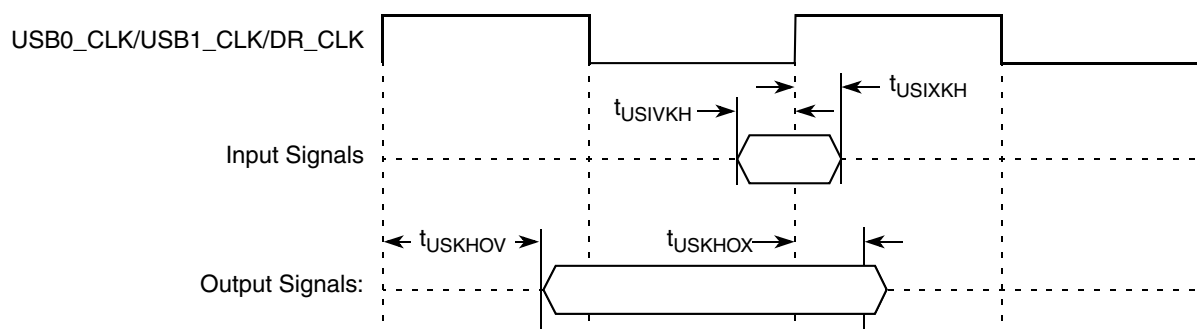 USB0_CLK/USB1_CLK/DR_CLK
tUSIXKH
tUSIVKH
Input Signals
tUSKHOV
tUSKHOX
Output Signals: